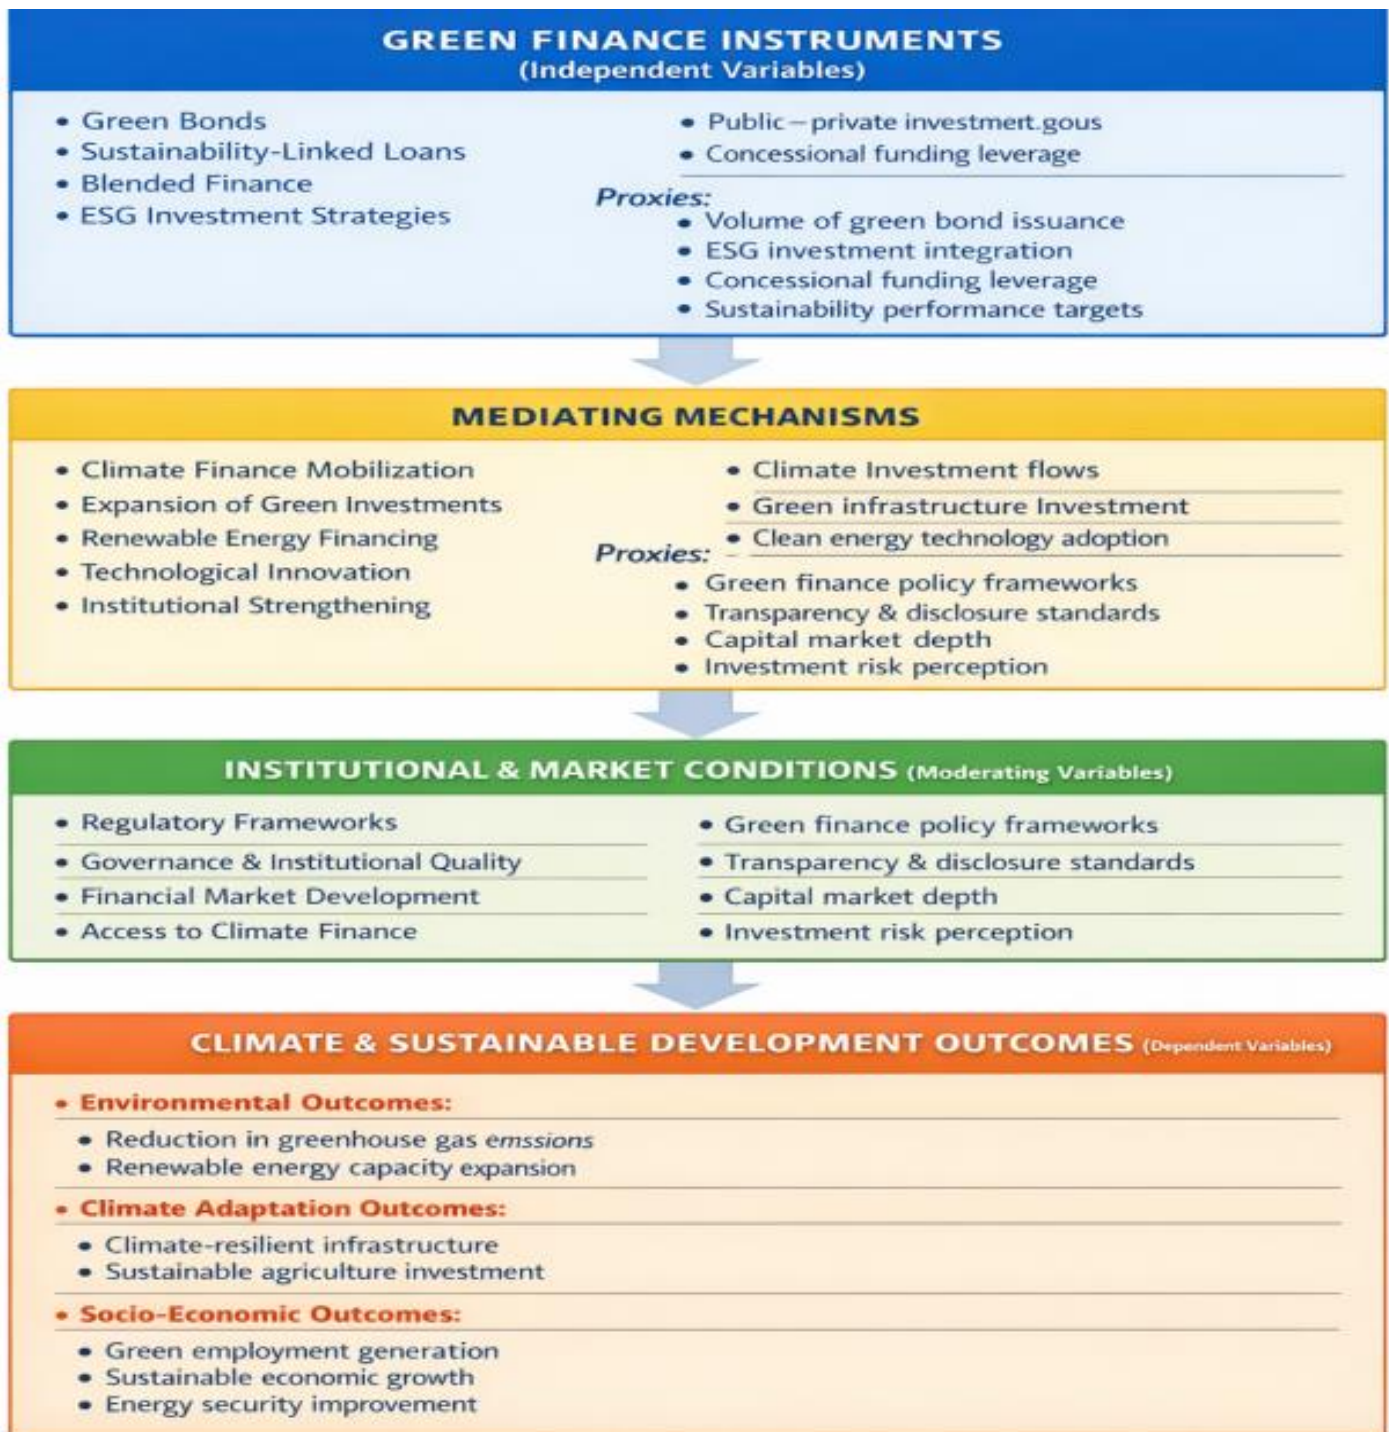 GREEN FINANCE INSTRUMENTS
(Independent Variables)
• Green Bonds
• Sustainability-Linked Loans
• Blended Finance
• ESG Investment Strategies
• Public–private investmert.gous
• Concessional funding leverage
Proxies:
• Volume of green bond issuance
• ESG investment integration
• Concessional funding leverage
• Sustainability performance targets
MEDIATING MECHANISMS
• Climate Finance Mobilization
• Expansion of Green Investments
• Renewable Energy Financing
• Technological Innovation
• Institutional Strengthening
• Climate Investment flows
• Green infrastructure Investment
• Clean energy technology adoption
Proxies:
• Green finance policy frameworks
• Transparency & disclosure standards
• Capital market depth
• Investment risk perception
INSTITUTIONAL & MARKET CONDITIONS (Moderating Variables)
• Regulatory Frameworks
• Governance & Institutional Quality
• Financial Market Development
• Access to Climate Finance
• Green finance policy frameworks
• Transparency & disclosure standards
• Capital market depth
• Investment risk perception
CLIMATE & SUSTAINABLE DEVELOPMENT OUTCOMES (Dependent Variables)
• Environmental Outcomes:
• Reduction in greenhouse gas emssions
• Renewable energy capacity expansion
• Climate Adaptation Outcomes:
• Climate-resilient infrastructure
• Sustainable agriculture investment
• Socio-Economic Outcomes:
• Green employment generation
• Sustainable economic growth
• Energy security improvement